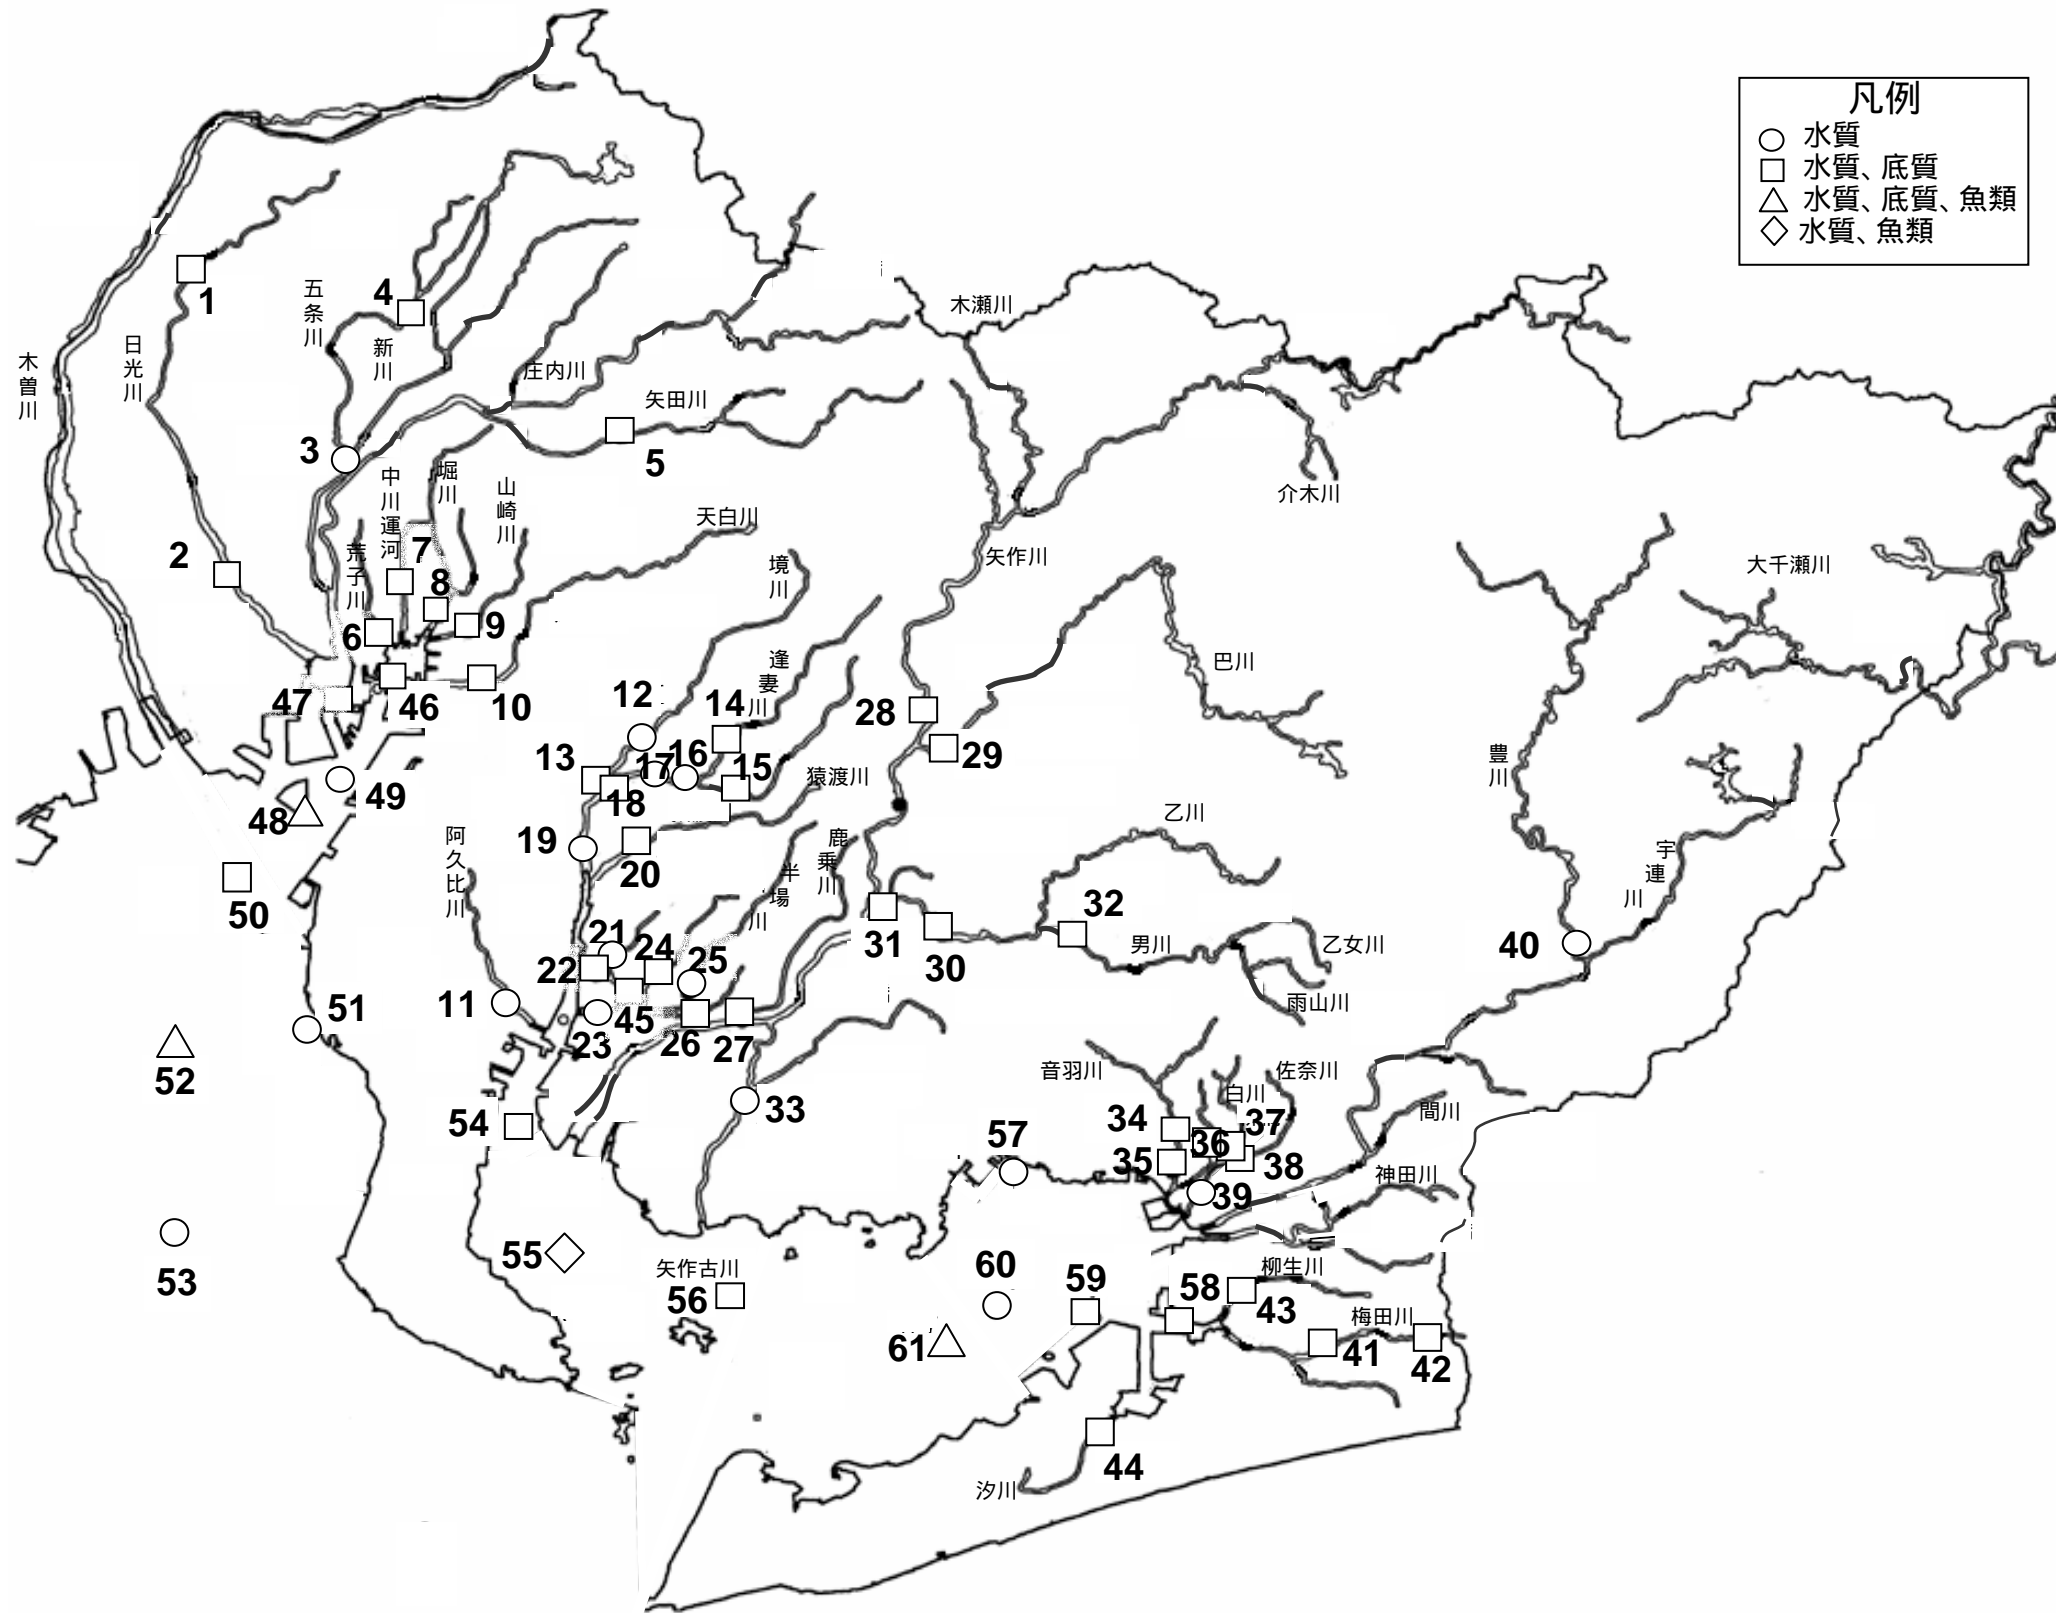 凡例
水質
水質、底質
水質、底質、魚類
水質、魚類
木曽川
日光川
五条川
新川
庄内川
矢田川
木瀬川
介木川
矢作川
中川運河
堀川
山崎川
荒子川
天白川
境川
逢妻川
猿渡川
巴川
大千瀬川
豊川
宇連川
阿久比川
半場川
鹿乗川
乙川
男川
乙女川
雨山川
音羽川
白川
佐奈川
間川
神田川
柳生川
梅田川
矢作古川
汐川
1
2
3
4
5
6
7
8
9
10
11
12
13
14
15
16
17
18
19
20
21
22
23
24
25
26
27
28
29
30
31
32
33
34
35
36
37
38
39
40
41
42
43
44
45
46
47
48
49
50
51
52
53
54
55
56
57
58
59
60
61